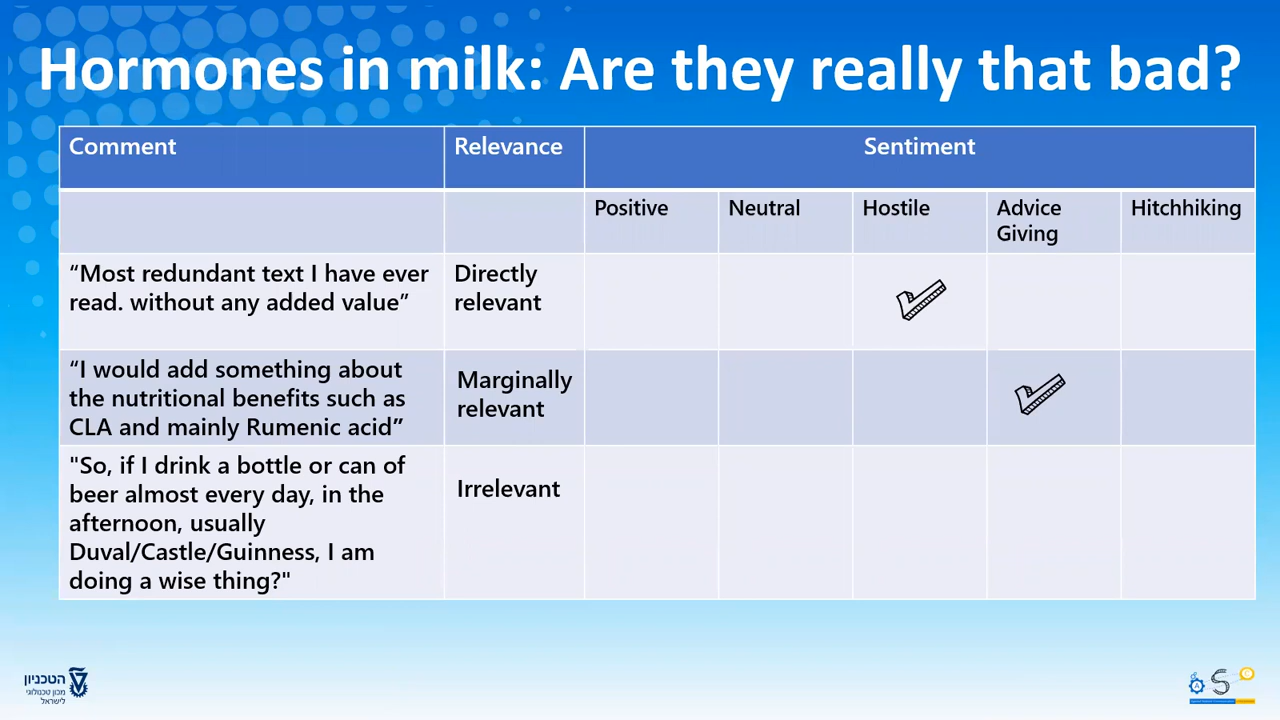 Hormones in milk: Are they really that bad?
Comment
Relevance
Sentiment
Positive
Neutral
Hostile
Advice
Giving
Hitchhiking
“Most redundant text I have ever
read. without any added value”
Directly
relevant
“I would add something about
the nutritional benefits such as
CLA and mainly Rumenic acid”
Marginally
relevant
"So, if I drink a bottle or can of
beer almost every day, in the
afternoon, usually
Duval/Castle/Guinness, I am
doing a wise thing?"
Irrelevant
הטכניון
מכון טכנולוגי
לישראל